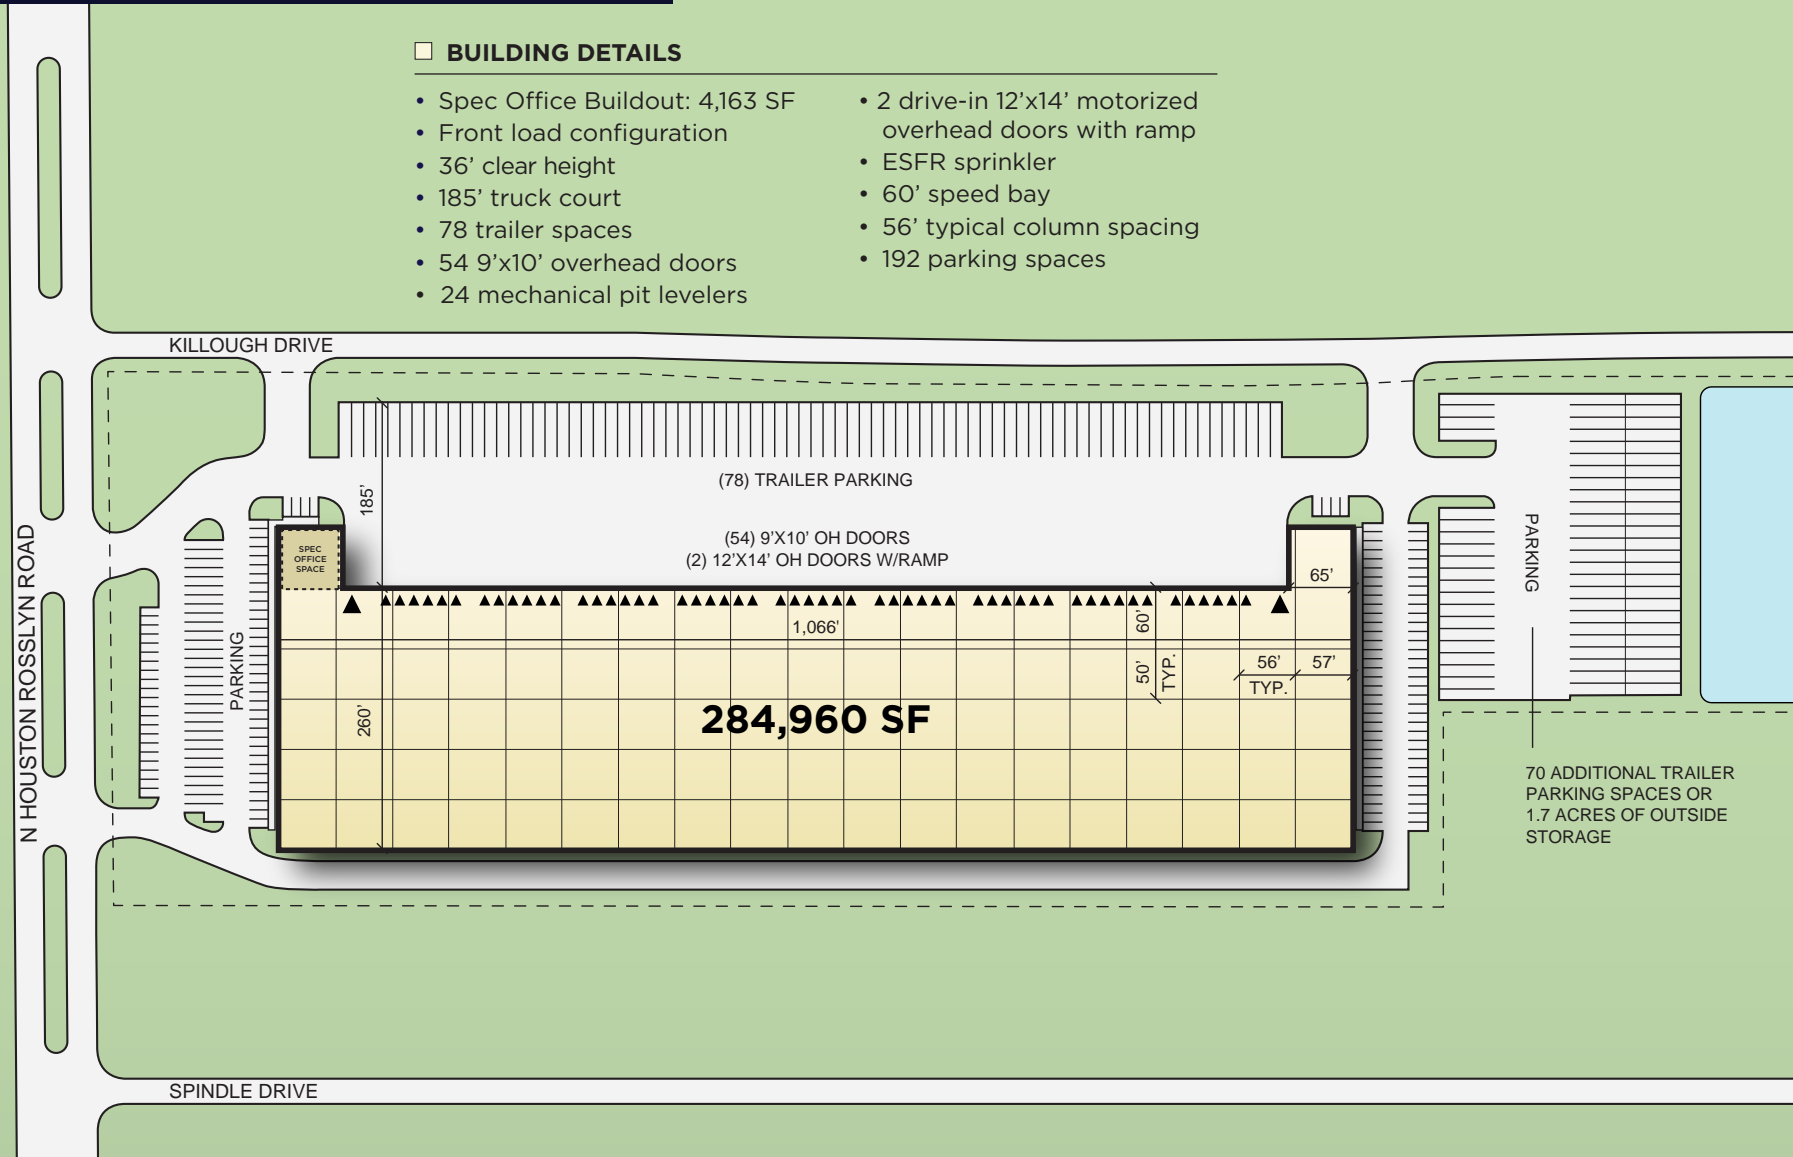 BUILDING DETAILS
• Spec Office Buildout: 4,163 SF
• Front load configuration
• 36’ clear height
• 185’ truck court
• 78 trailer spaces
• 54 9’x10’ overhead doors
• 24 mechanical pit levelers
• 2 drive-in 12’x14’ motorized
overhead doors with ramp
• ESFR sprinkler
• 60’ speed bay
• 56’ typical column spacing
• 192 parking spaces
KILLOUGH DRIVE
N HOUSTON ROSSLYN ROAD
185’
(78) TRAILER PARKING
(54) 9’X10’ OH DOORS
(2) 12’X14’ OH DOORS W/RAMP
SPEC
OFFICE
SPACE
PARKING
65’
1,066’
60’
50’
TYP.
56’
TYP.
57’
260’
284,960 SF
PARKING
70 ADDITIONAL TRAILER
PARKING SPACES OR
1.7 ACRES OF OUTSIDE
STORAGE
SPINDLE DRIVE